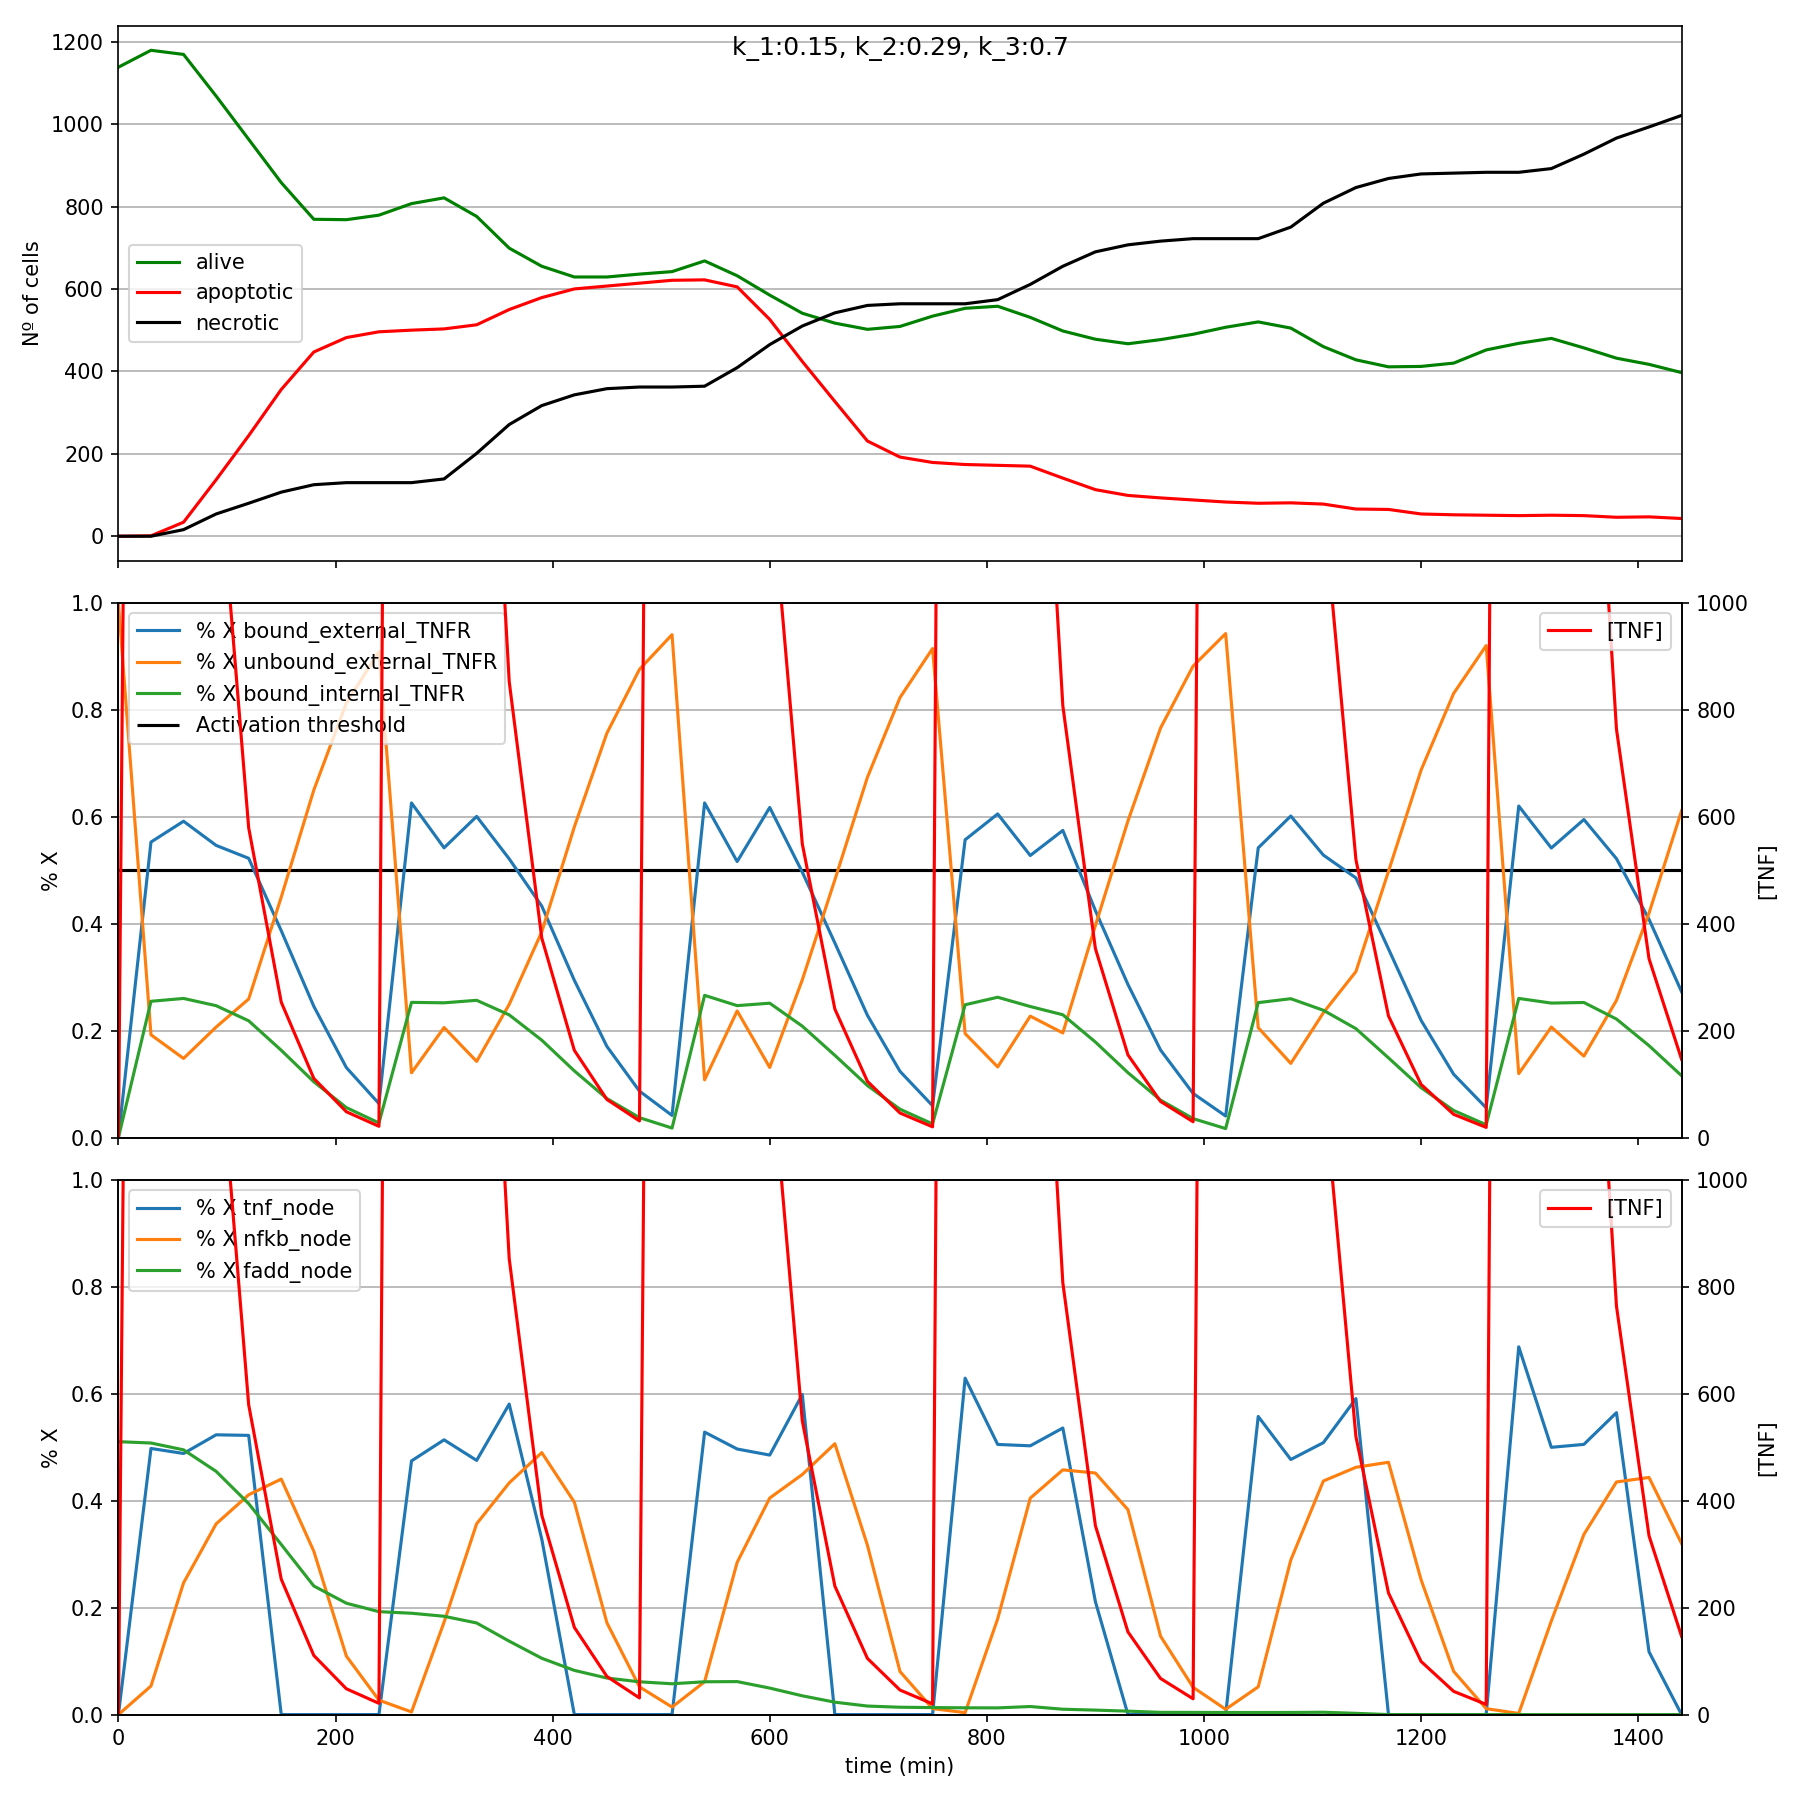 k_1:0.15, k_2:0.29, k_3:0.7
1200
1000
800
600
400
200
0
Nº of cells
alive
apoptotic
necrotic
1.0
0.8
0.6
0.4
0.2
0.0
% X
% X bound_external_TNFR
% X unbound_external_TNFR
% X bound_internal_TNFR
Activation threshold
[TNF]
1000
800
600
400
200
0
[TNF]
1.0
0.8
0.6
0.4
0.2
0.0
% X
% X tnf_node
% X nfkb_node
% X fadd_node
[TNF]
1000
800
600
400
200
0
[TNF]
0 200 400 600 800 1000 1200 1400
time (min)